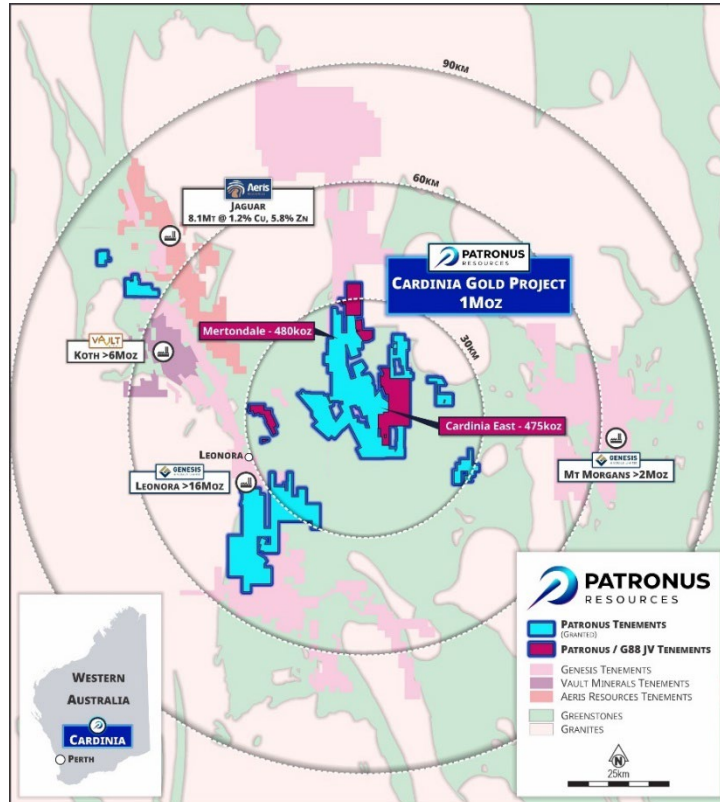 90KM
Aeris
JAGUAR
8.1MT @ 1.2% CU, 5.8% ZN
60KM
PATRONUS
RESOURCES
CARDINIA GOLD PROJECT
1MOZ
Mertondale - 480koz
30KM
VAULT
KOTH >6MOZ
Cardinia East - 475koz
LEONORA
GENESIS
LEONORA >16MOZ
GENESIS
MT MORGANS >2MOZ
WESTERN
AUSTRALIA
CARDINIA
PERTH
PATRONUS
RESOURCES
PATRONUS TENEMENTS
(GRANTED)
PATRONUS / G88 JV TENEMENTS
GENESIS TENEMENTS
VAULT MINERALS TENEMENTS
AERIS RESOURCES TENEMENTS
GREENSTONES
GRANITES
N
25km